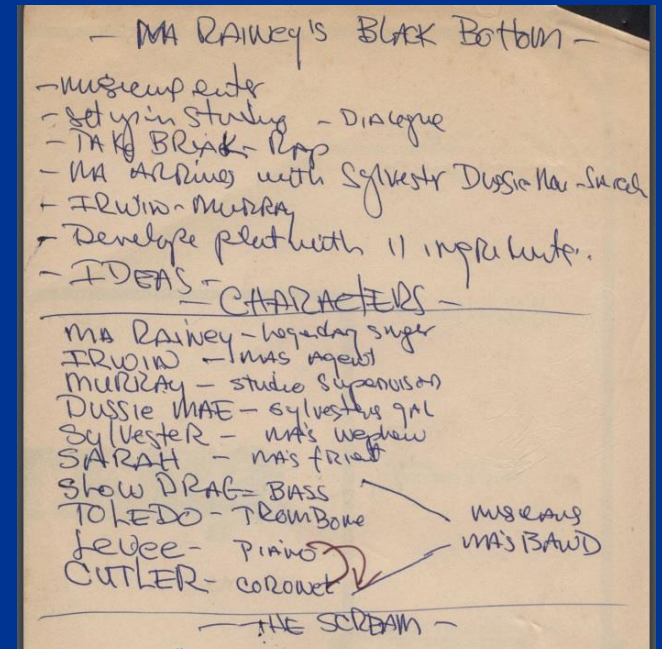 - MA RAINEY'S BLACK BOTTOM -
- musicians enter
- set up in studio - DIALOGUE
- TAKE BREAK - RAP
- MA ARRIVES with Sylvester Dussie Mae - Sarah
- IRWIN - MURRAY
- Develope plot with 11 ingredients.
- IDEAS -
- CHARACTERS -
MA RAINEY - legendary singer
IRWIN - MAS Agent
MURRAY - studio supervisor
DUSSIE MAE - Sylvesters gal
SylvesteR - MA'S nephew
SARAH - MA'S friend
SLOW DRAG = BASS
TOLEDO - TROMBONE
Levee - PIANO
CUTLER - CORONET
musicians
MA'S BAND
- THE SCREAM -